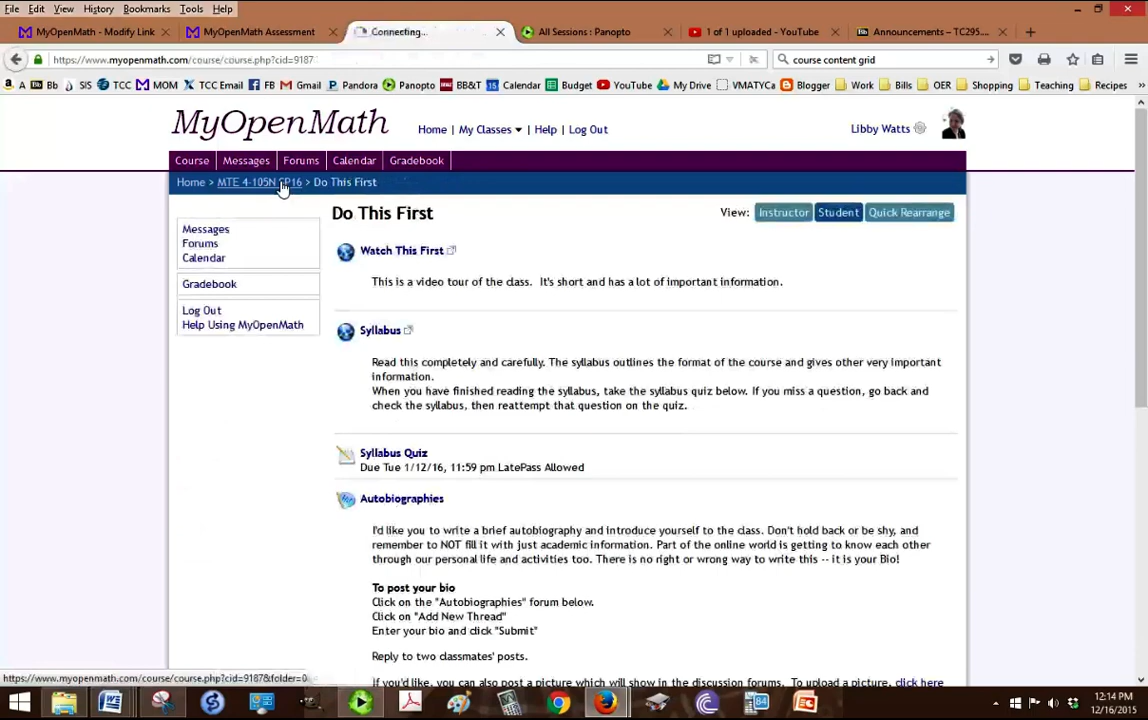 File Edit View History Bookmarks Tools Help
MyOpenMath - Modify Link
MyOpenMath Assessment
Connecting...
All Sessions : Panopto
1 of 1 uploaded - YouTube
Announcements – TC295....
https://www.myopenmath.com/course/course.php?cid=9187
course content grid
A Bb SIS TCC MOM TCC Email FB Gmail Pandora Panopto BB&T Calendar Budget YouTube My Drive VMATYCa Blogger Work Bills OER Shopping Teaching Recipes
MyOpenMath
Home My Classes Help Log Out
Libby Watts
Course Messages Forums Calendar Gradebook
Home > MTE 4-105N SP16 > Do This First
Messages
Forums
Calendar
Gradebook
Log Out
Help Using MyOpenMath
Do This First
View: Instructor Student Quick Rearrange
Watch This First
This is a video tour of the class. It's short and has a lot of important information.
Syllabus
Read this completely and carefully. The syllabus outlines the format of the course and gives other very important
information.
When you have finished reading the syllabus, take the syllabus quiz below. If you miss a question, go back and
check the syllabus, then reattempt that question on the quiz.
Syllabus Quiz
Due Tue 1/12/16, 11:59 pm LatePass Allowed
Autobiographies
I'd like you to write a brief autobiography and introduce yourself to the class. Don't hold back or be shy, and
remember to NOT fill it with just academic information. Part of the online world is getting to know each other
through our personal life and activities too. There is no right or wrong way to write this -- it is your Bio!
To post your bio
Click on the "Autobiographies" forum below.
Click on "Add New Thread"
Enter your bio and click "Submit"
Reply to two classmates' posts.
If you'd like, you can also post a picture which will show in the discussion forums. To upload a picture, click here
https://www.myopenmath.com/course/course.php?cid=9187&folder=0
84
12:14 PM
12/16/2015